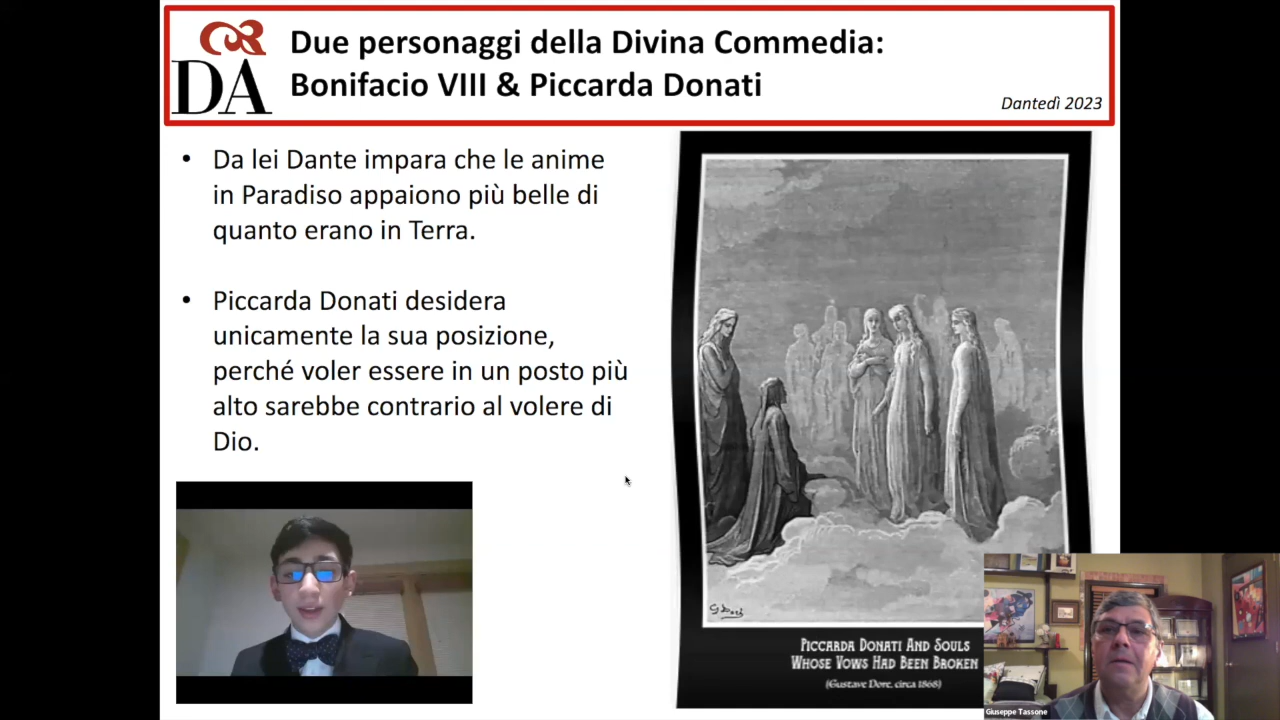 DA
Due personaggi della Divina Commedia:
Bonifacio VIII & Piccarda Donati
Dantedì 2023
• Da lei Dante impara che le anime
in Paradiso appaiono più belle di
quanto erano in Terra.
• Piccarda Donati desidera
unicamente la sua posizione,
perché voler essere in un posto più
alto sarebbe contrario al volere di
Dio.
G Doré
Piccarda Donati And Souls
Whose Vows Had Been Broken
(Gustave Dore, circa 1868)
Giuseppe Tassone